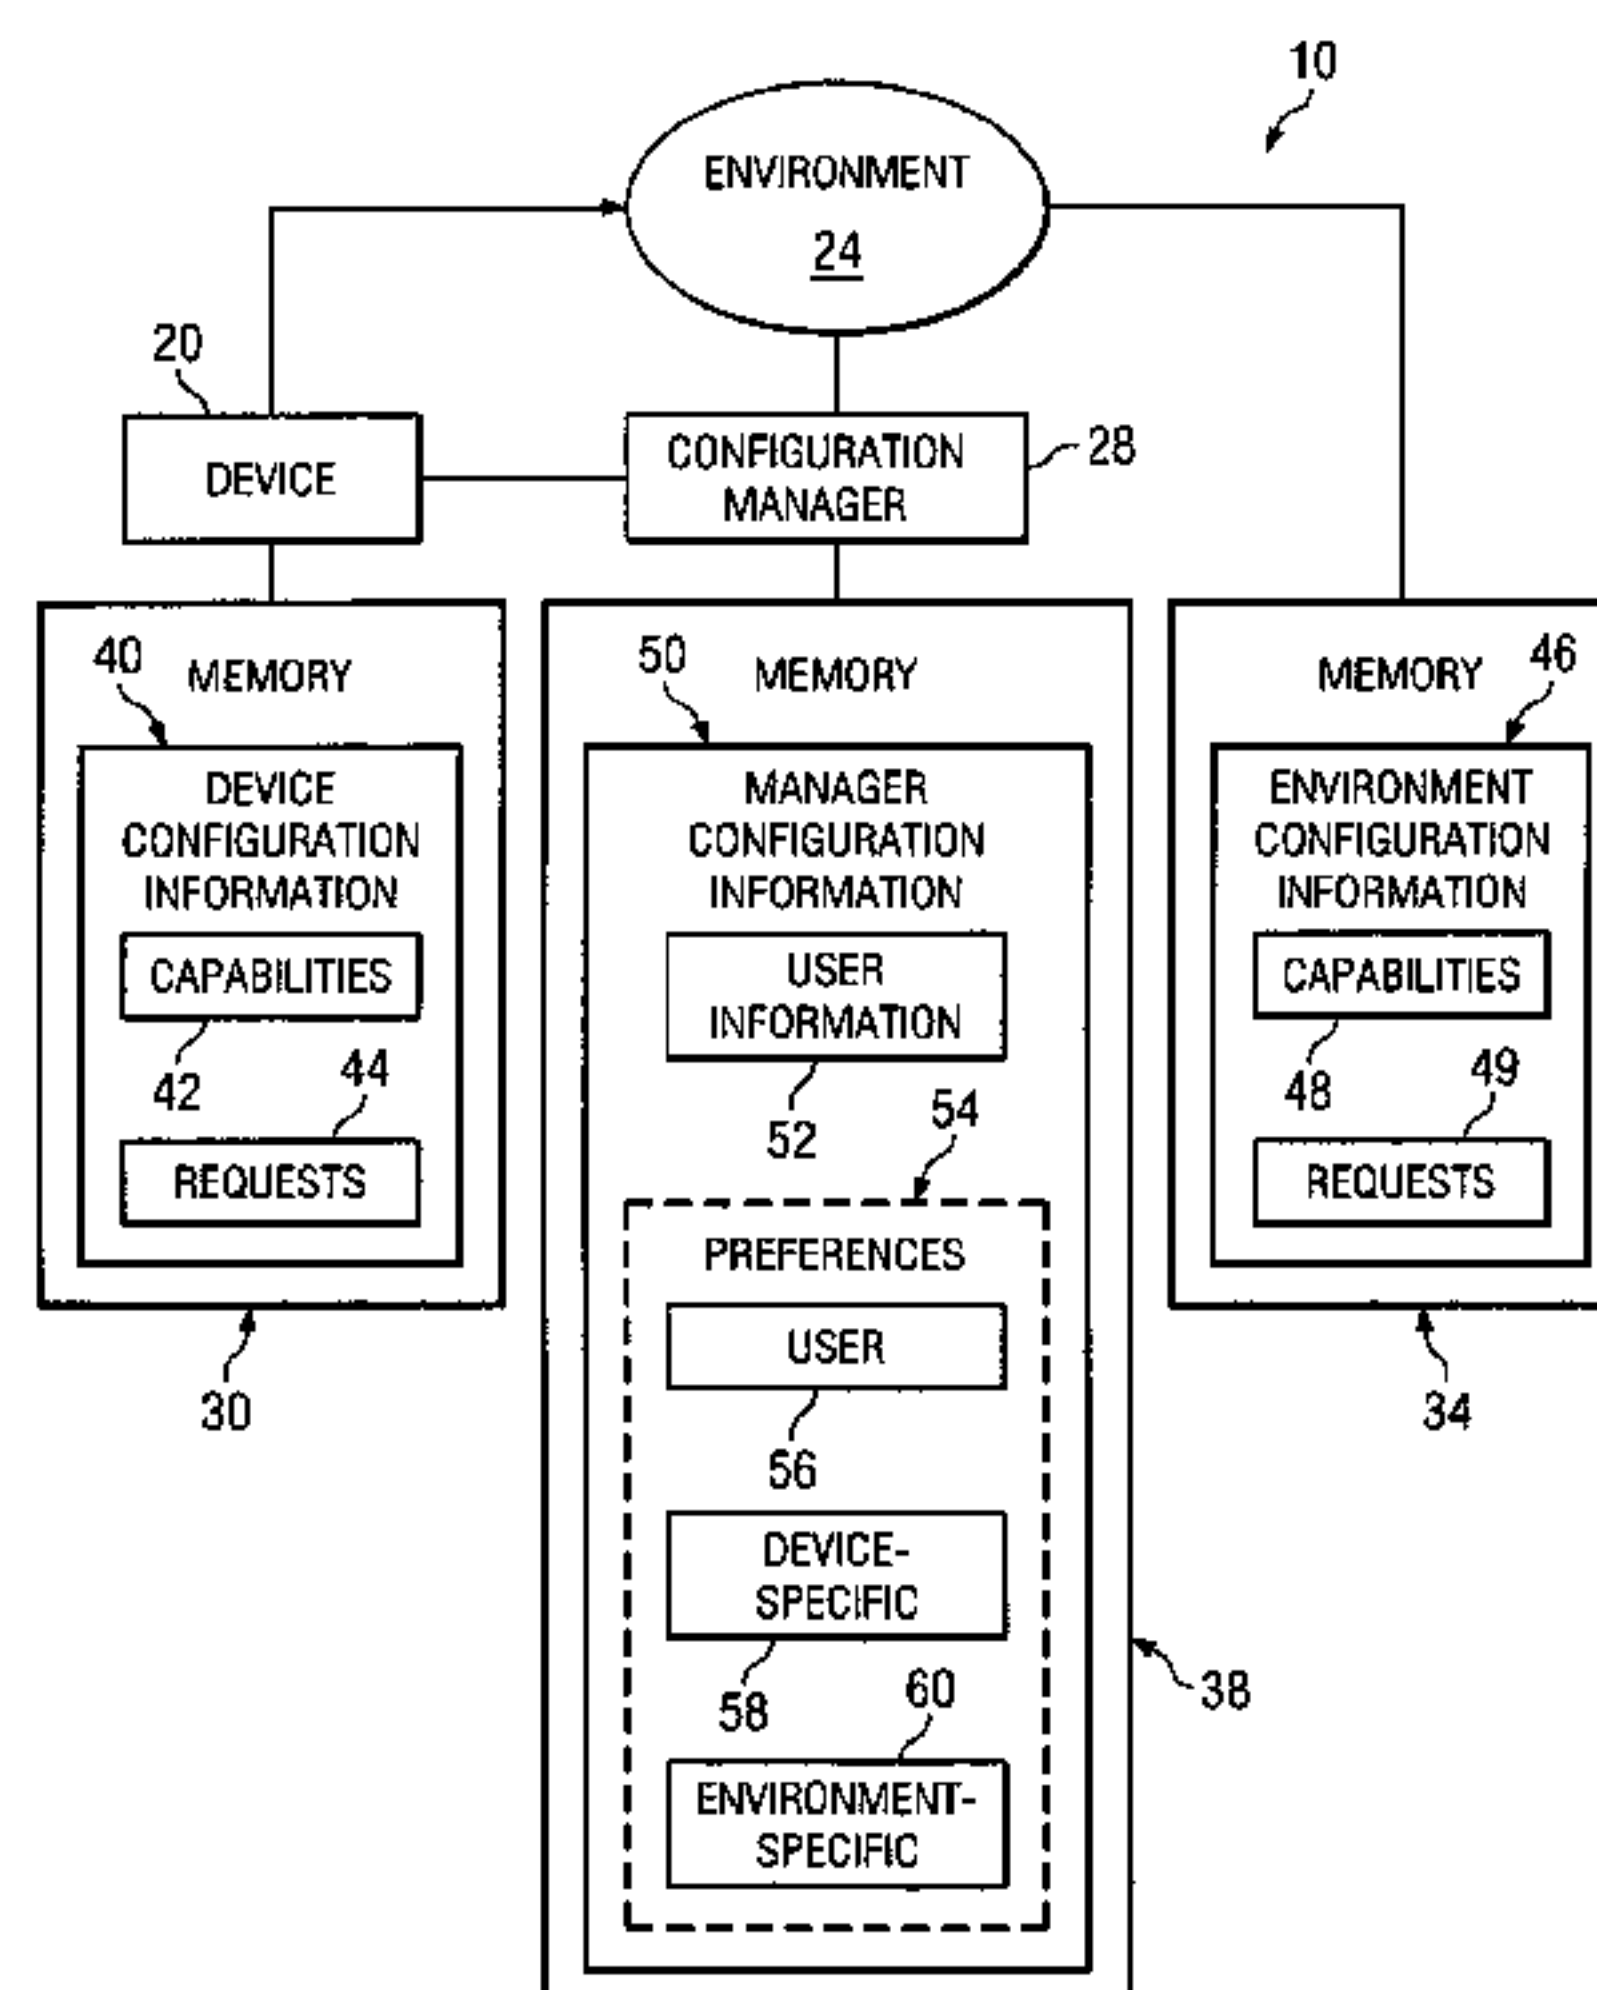 10
ENVIRONMENT
24
20
DEVICE
CONFIGURATION
MANAGER
28
40
MEMORY
DEVICE
CONFIGURATION
INFORMATION
CAPABILITIES
42
44
REQUESTS
30
50
MEMORY
MANAGER
CONFIGURATION
INFORMATION
USER
INFORMATION
52
54
PREFERENCES
USER
56
DEVICE-
SPECIFIC
58
60
ENVIRONMENT-
SPECIFIC
38
MEMORY
46
ENVIRONMENT
CONFIGURATION
INFORMATION
CAPABILITIES
48
49
REQUESTS
34